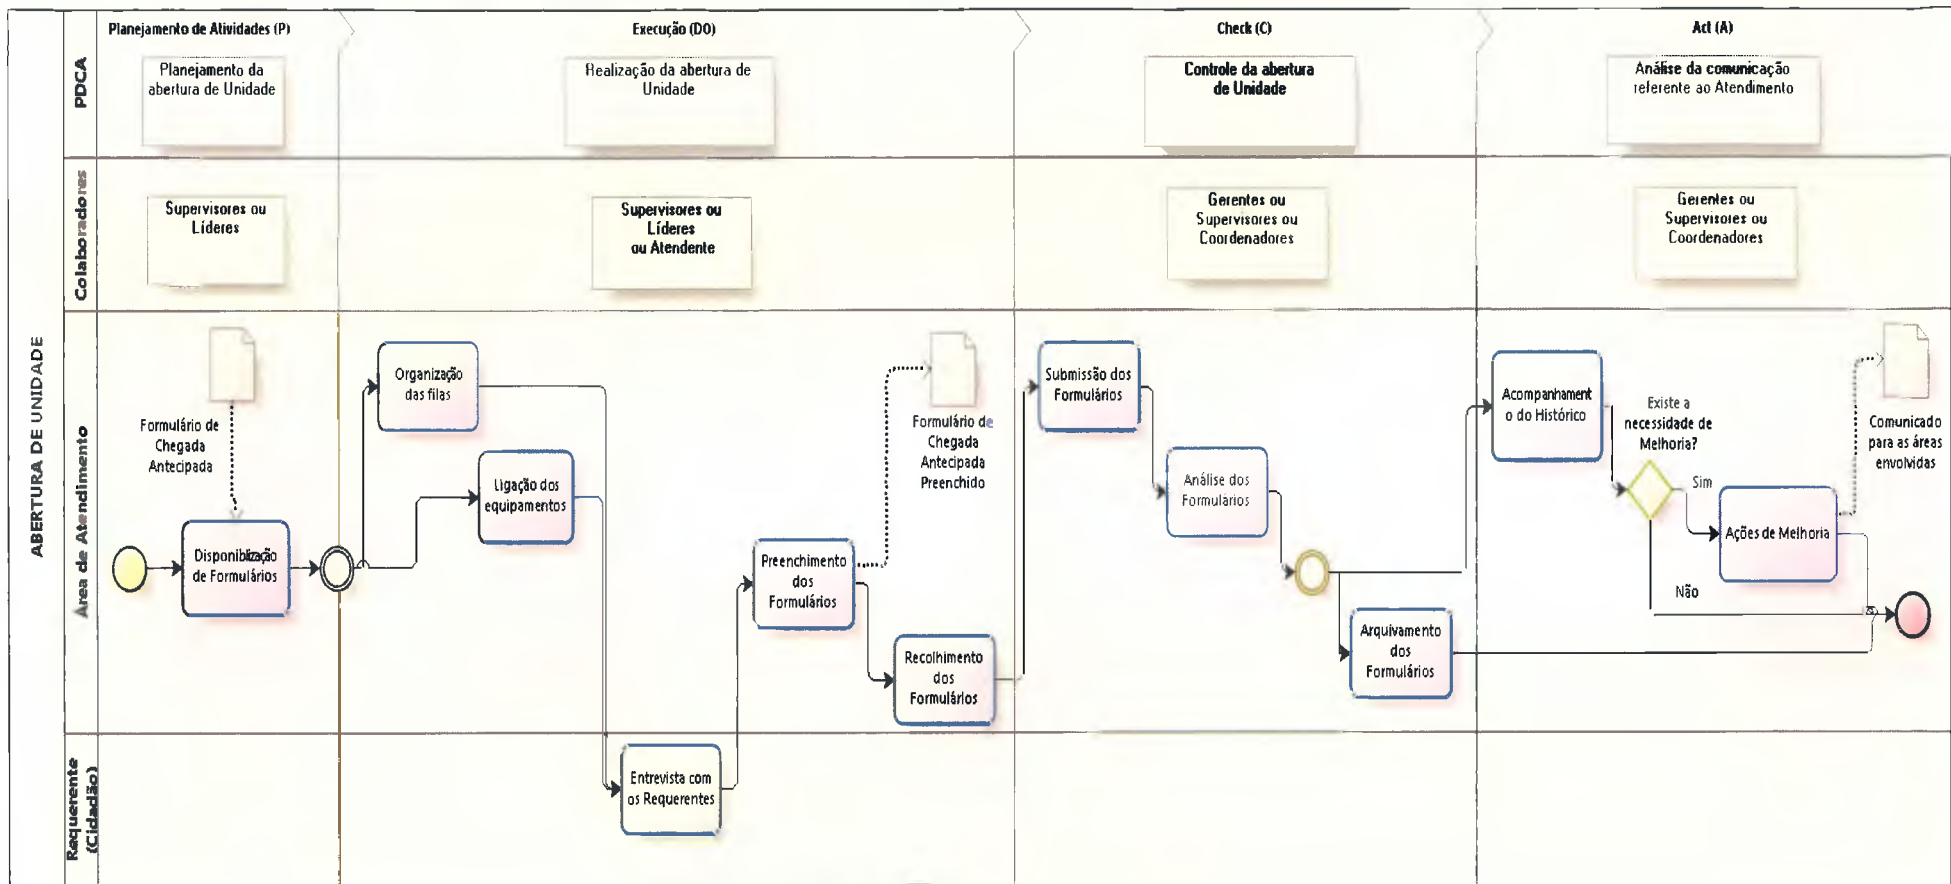 ABERTURA DE UNIDADE
PDCA
Colaboradores
Área de Atendimento
Requerente
(Cidadão)
Planejamento de Atividades (P)
Execução (DO)
Check (C)
Act (A)
Planejamento da
abertura de Unidade
Realização da abertura de
Unidade
Controle da abertura
de Unidade
Análise da comunicação
referente ao Atendimento
Supervisores ou
Líderes
Supervisores ou
Líderes
ou Atendente
Gerentes ou
Supervisores ou
Coordenadores
Gerentes ou
Supervisores ou
Coordenadores
Formulário de
Chegada
Antecipada
Disponibilização
de Formulários
Organização
das filas
Ligação dos
equipamentos
Entrevista com
os Requerentes
Preenchimento
dos
Formulários
Formulário de
Chegada
Antecipada
Preenchido
Recolhimento
dos
Formulários
Submissão dos
Formulários
Análise dos
Formulários
Arquivamento
dos
Formulários
Acompanhament
o do Histórico
Existe a
necessidade de
Melhoria?
Sim
Não
Ações de Melhoria
Comunicado
para as áreas
envolvidas